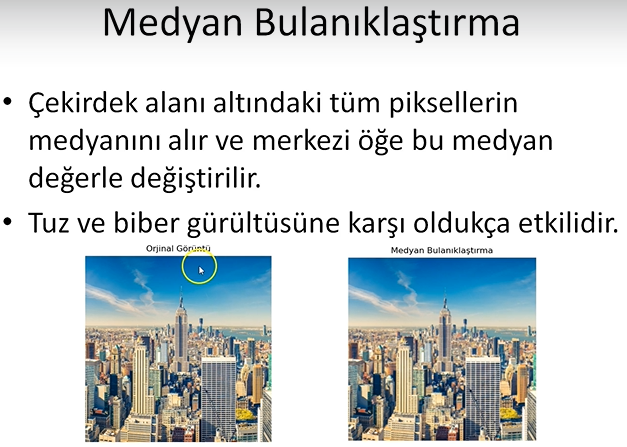 Medyan Bulanıklaştırma
• Çekirdek alanı altındaki tüm piksellerin
medyanını alır ve merkezi öğe bu medyan
değerle değiştirilir.
• Tuz ve biber gürültüsüne karşı oldukça etkilidir.
Orjinal Görüntü
Medyan Bulanıklaştırma